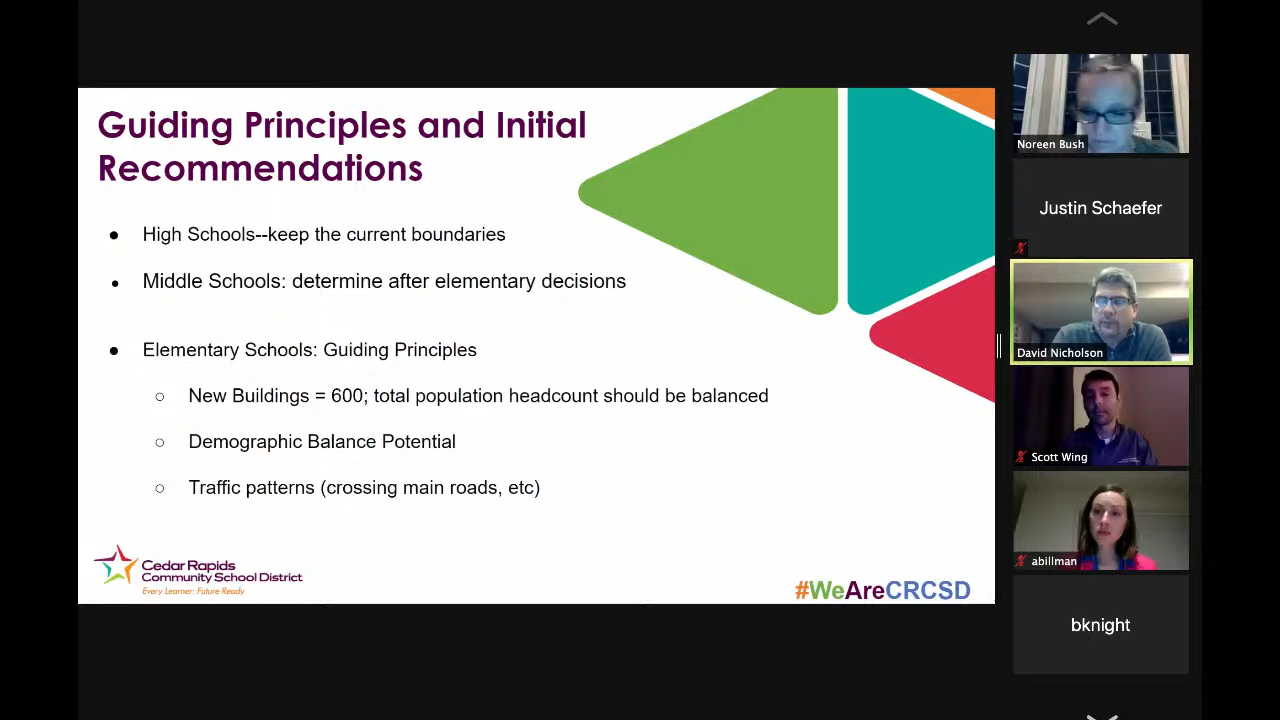 Guiding Principles and Initial
Recommendations
● High Schools--keep the current boundaries
● Middle Schools: determine after elementary decisions
● Elementary Schools: Guiding Principles
○ New Buildings = 600; total population headcount should be balanced
○ Demographic Balance Potential
○ Traffic patterns (crossing main roads, etc)
Cedar Rapids
Community School District
Every Learner: Future Ready
#WeAreCRCSD
Noreen Bush
Justin Schaefer
David Nicholson
Scott Wing
abillman
bknight